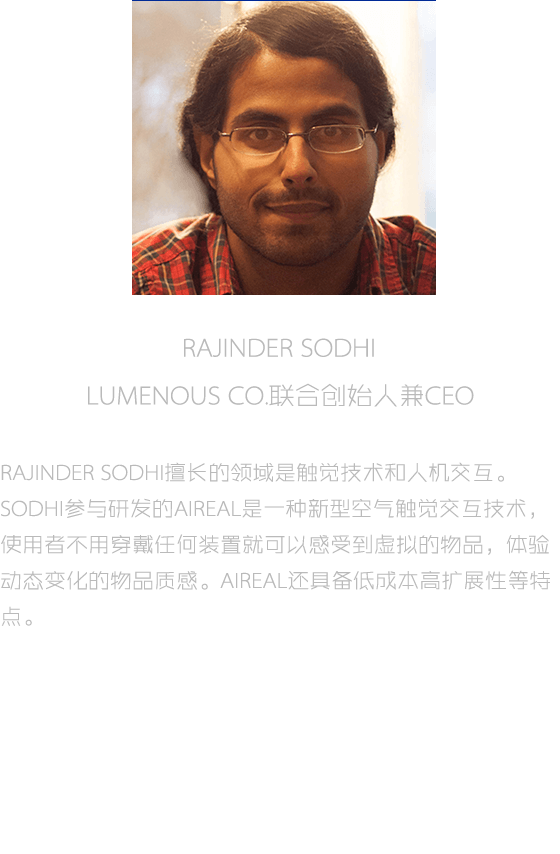 RAJINDER SODHI
LUMENOUS CO.联合创始人兼CEO
RAJINDER SODHI擅长的领域是触觉技术和人机交互。
SODHI参与研发的AIREAL是一种新型空气触觉交互技术，
使用者不用穿戴任何装置就可以感受到虚拟的物品，体验
动态变化的物品质感。AIREAL还具备低成本高扩展性等特
点。